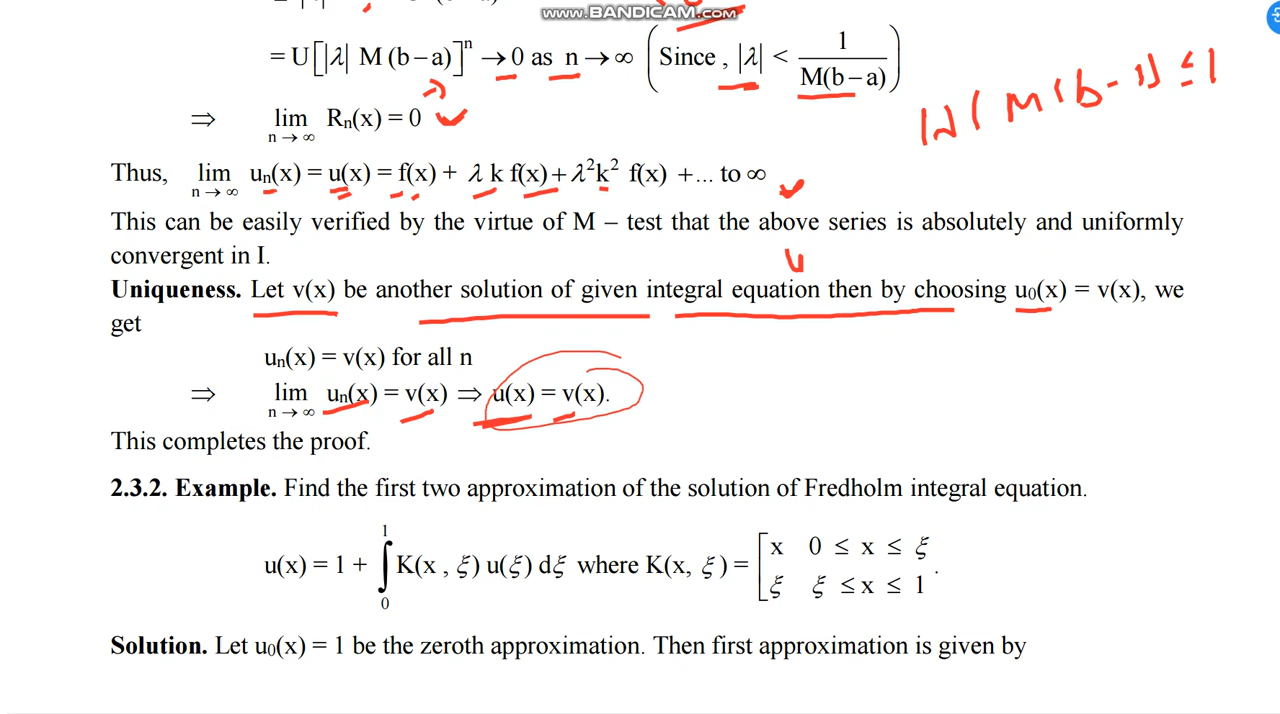 www.BANDICAM.com
= U[|λ| M (b – a)]ⁿ → 0 as n → ∞ (Since , |λ| < 1/M(b – a))
|λ| M (b -
⇒ lim n → ∞ Rₙ(x) = 0
Thus, lim n → ∞ uₙ(x) = u(x) = f(x) + λ k f(x) + λ²k² f(x) + ... to ∞
This can be easily verified by the virtue of M – test that the above series is absolutely and uniformly
convergent in I.
Uniqueness. Let v(x) be another solution of given integral equation then by choosing u₀(x) = v(x), we
get
uₙ(x) = v(x) for all n
⇒ lim n → ∞ uₙ(x) = v(x) ⇒ u(x) = v(x).
This completes the proof.
2.3.2. Example. Find the first two approximation of the solution of Fredholm integral equation.
u(x) = 1 + ∫₀¹ K(x , ξ) u(ξ) dξ where K(x, ξ) = [x 0 ≤ x ≤ ξ
ξ ξ ≤ x ≤ 1 .
Solution. Let u₀(x) = 1 be the zeroth approximation. Then first approximation is given by